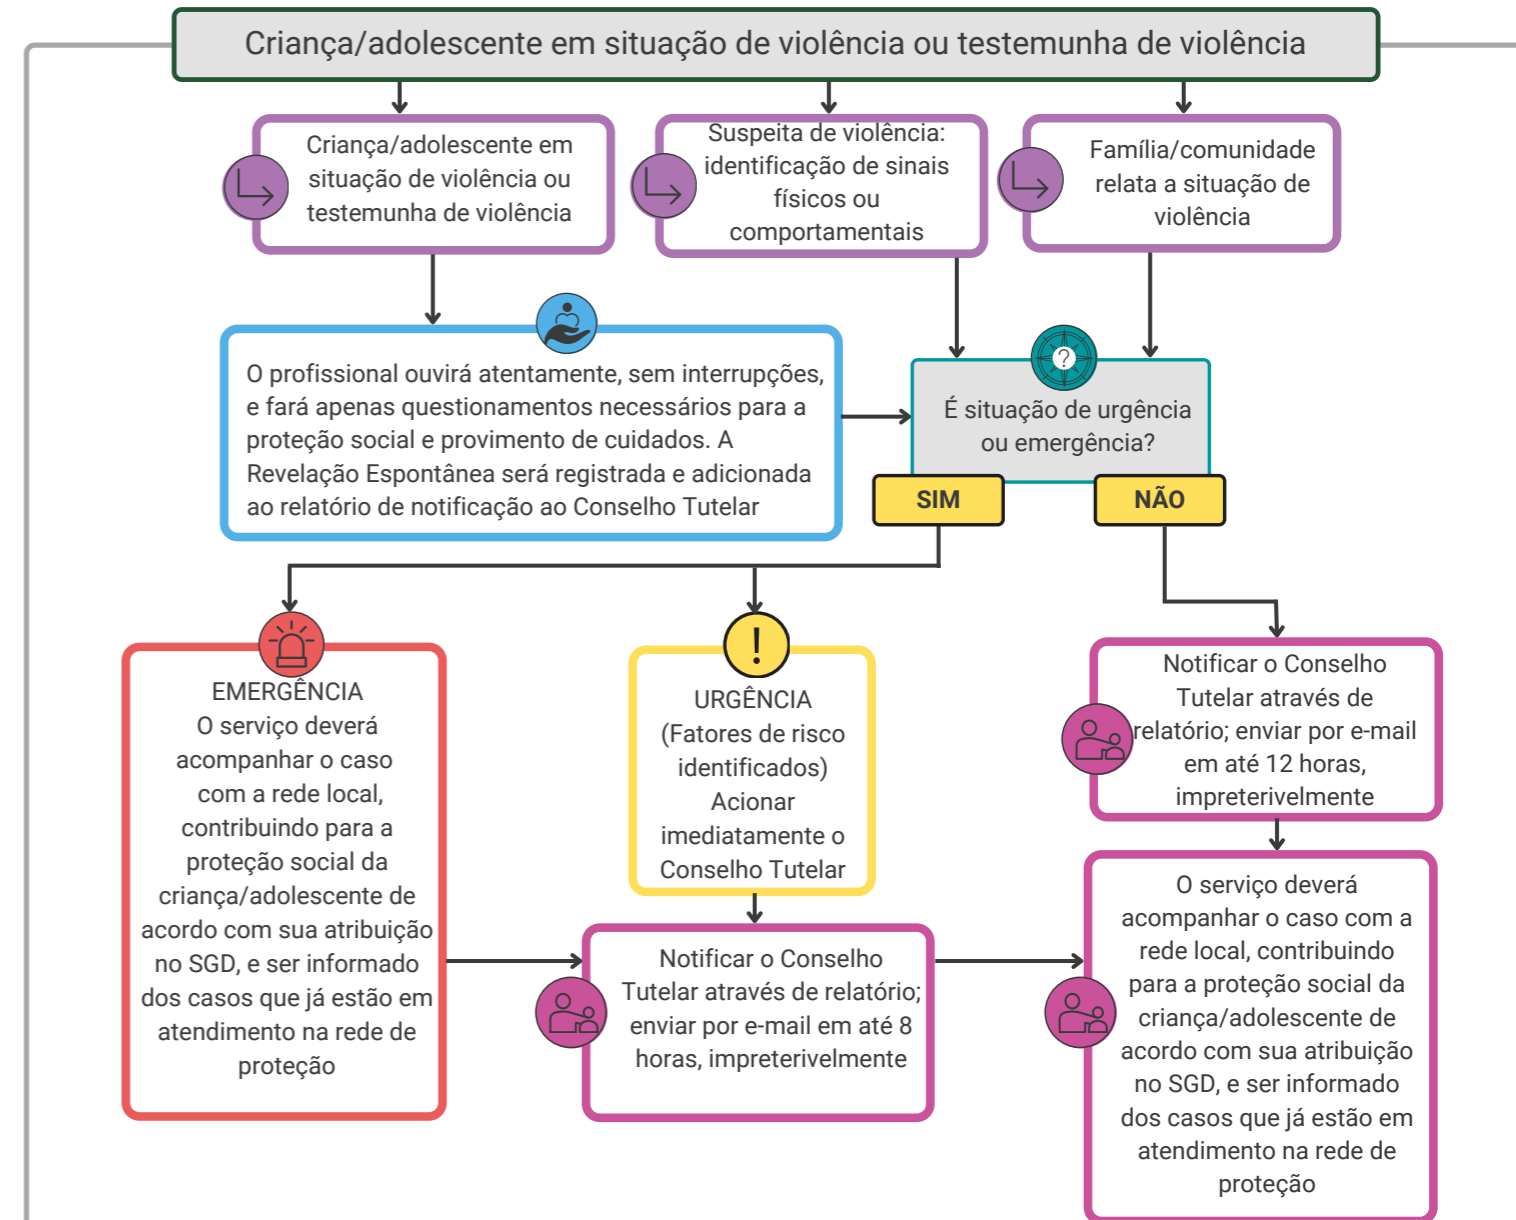 Criança/adolescente em situação de violência ou testemunha de violência
Criança/adolescente em
situação de violência ou
testemunha de violência
Suspeita de violência:
identificação de sinais
físicos ou
comportamentais
Família/comunidade
relata a situação de
violência
O profissional ouvirá atentamente, sem interrupções,
e fará apenas questionamentos necessários para a
proteção social e provimento de cuidados. A
Revelação Espontânea será registrada e adicionada
ao relatório de notificação ao Conselho Tutelar
?
É situação de urgência
ou emergência?
SIM
NÃO
EMERGÊNCIA
O serviço deverá
acompanhar o caso
com a rede local,
contribuindo para a
proteção social da
criança/adolescente de
acordo com sua atribuição
no SGD, e ser informado
dos casos que já estão em
atendimento na rede de
proteção
!
URGÊNCIA
(Fatores de risco
identificados)
Acionar
imediatamente o
Conselho Tutelar
Notificar o Conselho
Tutelar através de relatório;
enviar por e-mail em até 8
horas, impreterivelmente
Notificar o Conselho
Tutelar através de
relatório; enviar por e-mail
em até 12 horas,
impreterivelmente
O serviço deverá
acompanhar o caso com a
rede local, contribuindo
para a proteção social da
criança/adolescente de
acordo com sua atribuição
no SGD, e ser informado
dos casos que já estão em
atendimento na rede de
proteção